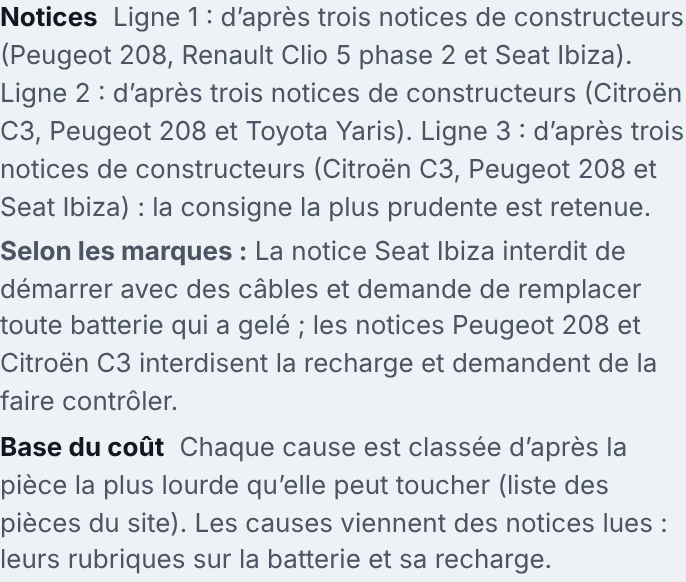 Notices Ligne 1 : d’après trois notices de constructeurs
(Peugeot 208, Renault Clio 5 phase 2 et Seat Ibiza).
Ligne 2 : d’après trois notices de constructeurs (Citroën
C3, Peugeot 208 et Toyota Yaris). Ligne 3 : d’après trois
notices de constructeurs (Citroën C3, Peugeot 208 et
Seat Ibiza) : la consigne la plus prudente est retenue.
Selon les marques : La notice Seat Ibiza interdit de
démarrer avec des câbles et demande de remplacer
toute batterie qui a gelé ; les notices Peugeot 208 et
Citroën C3 interdisent la recharge et demandent de la
faire contrôler.
Base du coût Chaque cause est classée d’après la
pièce la plus lourde qu’elle peut toucher (liste des
pièces du site). Les causes viennent des notices lues :
leurs rubriques sur la batterie et sa recharge.